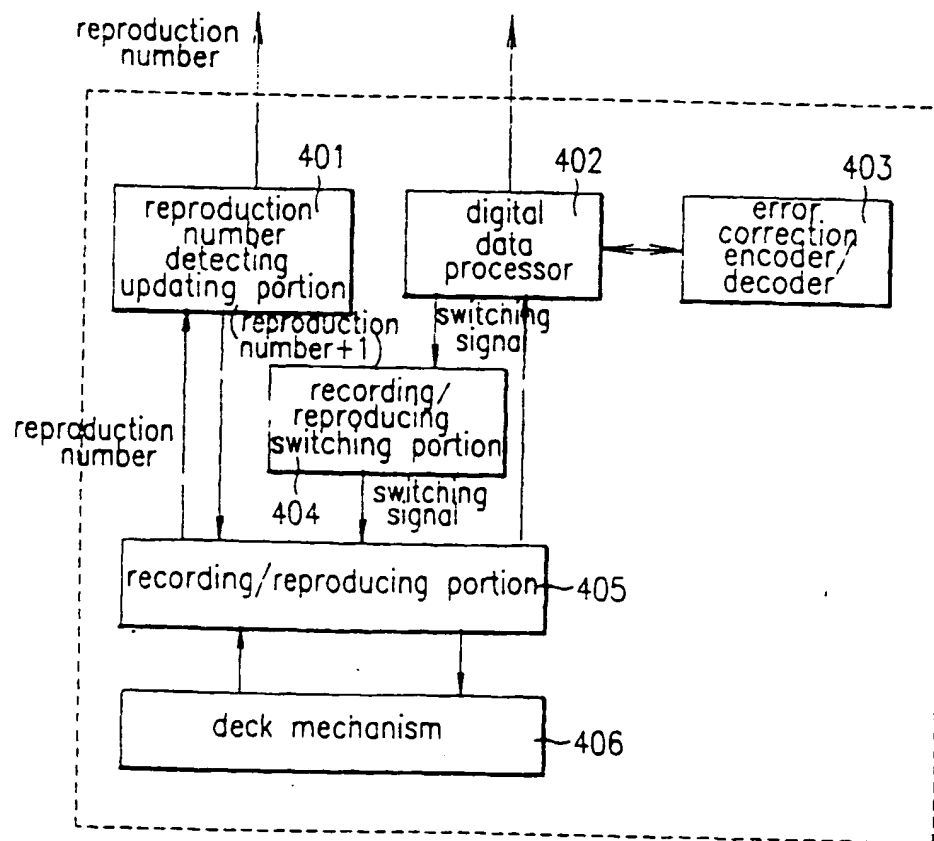 reproduction
number
401
402
403
reproduction
number
detecting
updating portion
digital
data
processor
error
correction
encoder/
decoder
(reproduction
number+1)
switching
signal
recording/
reproducing
switching portion
reproduction
number
404
switching
signal
recording/reproducing portion
405
deck mechanism
406